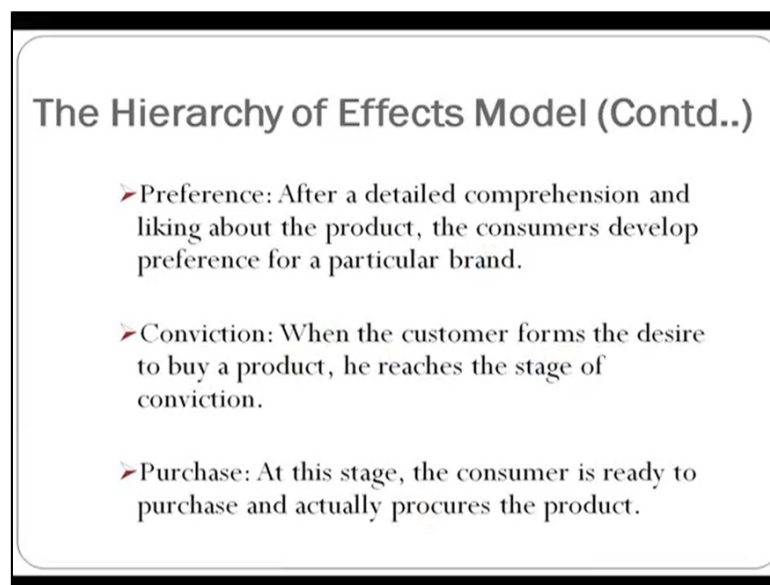 The Hierarchy of Effects Model (Contd..)
➢Preference: After a detailed comprehension and
liking about the product, the consumers develop
preference for a particular brand.
➢Conviction: When the customer forms the desire
to buy a product, he reaches the stage of
conviction.
➢Purchase: At this stage, the consumer is ready to
purchase and actually procures the product.